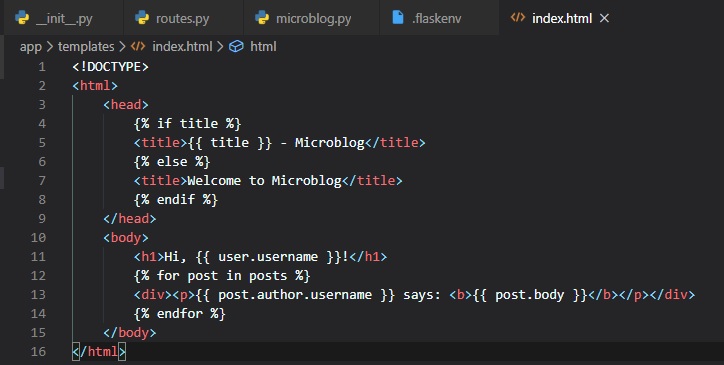 __init__.py routes.py microblog.py .flaskenv index.html ×
app > templates > index.html > html
1 <!DOCTYPE>
2 <html>
3 <head>
4 {% if title %}
5 <title>{{ title }} - Microblog</title>
6 {% else %}
7 <title>Welcome to Microblog</title>
8 {% endif %}
9 </head>
10 <body>
11 <h1>Hi, {{ user.username }}!</h1>
12 {% for post in posts %}
13 <div><p>{{ post.author.username }} says: <b>{{ post.body }}</b></p></div>
14 {% endfor %}
15 </body>
16 </html>